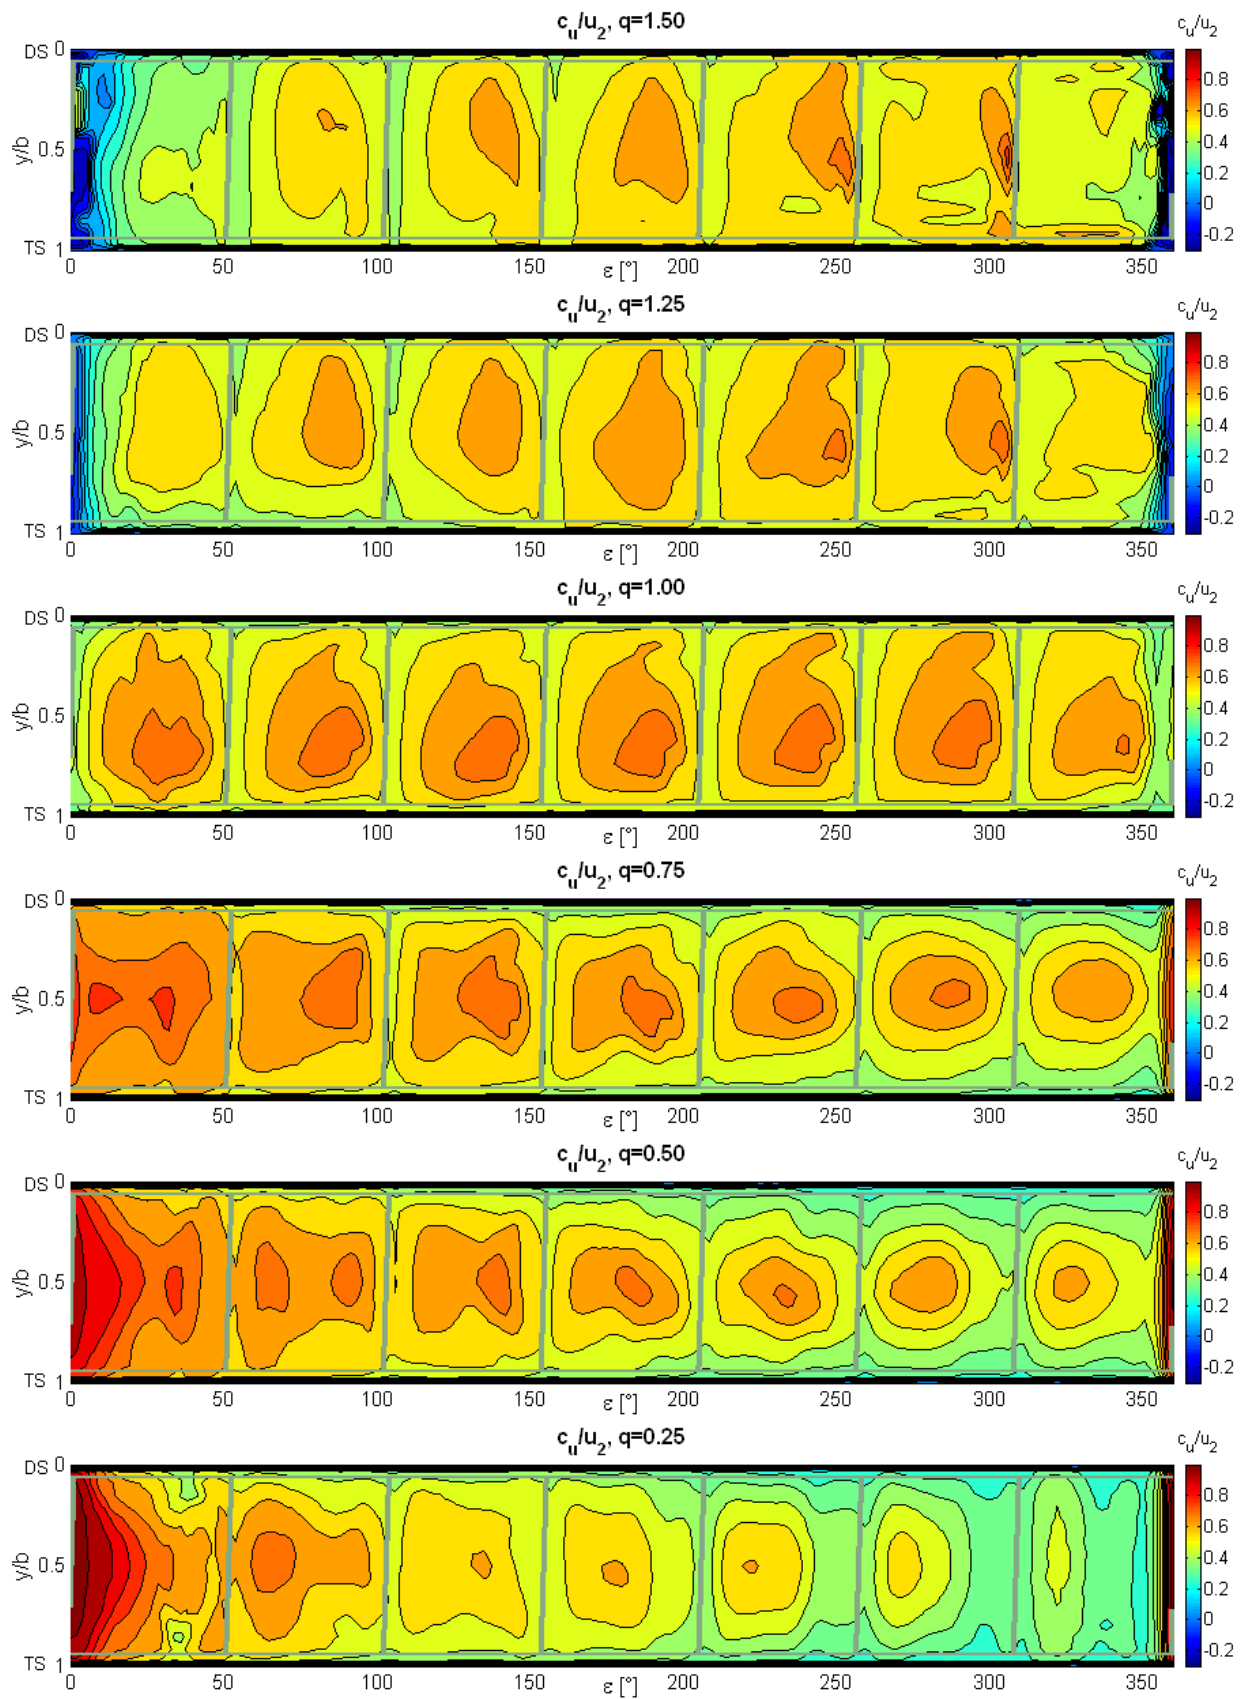 c_u/u_2, q=1.50
c_u/u_2
DS 0
0.8
0.6
y/b 0.5
0.4
0.2
0
TS 1
-0.2
0 50 100 150 200 250 300 350
ε [°]
c_u/u_2, q=1.25
c_u/u_2
DS 0
0.8
0.6
y/b 0.5
0.4
0.2
0
TS 1
-0.2
0 50 100 150 200 250 300 350
ε [°]
c_u/u_2, q=1.00
c_u/u_2
DS 0
0.8
0.6
y/b 0.5
0.4
0.2
0
TS 1
-0.2
0 50 100 150 200 250 300 350
ε [°]
c_u/u_2, q=0.75
c_u/u_2
DS 0
0.8
0.6
y/b 0.5
0.4
0.2
0
TS 1
-0.2
0 50 100 150 200 250 300 350
ε [°]
c_u/u_2, q=0.50
c_u/u_2
DS 0
0.8
0.6
y/b 0.5
0.4
0.2
0
TS 1
-0.2
0 50 100 150 200 250 300 350
ε [°]
c_u/u_2, q=0.25
c_u/u_2
DS 0
0.8
0.6
y/b 0.5
0.4
0.2
0
TS 1
-0.2
0 50 100 150 200 250 300 350
ε [°]